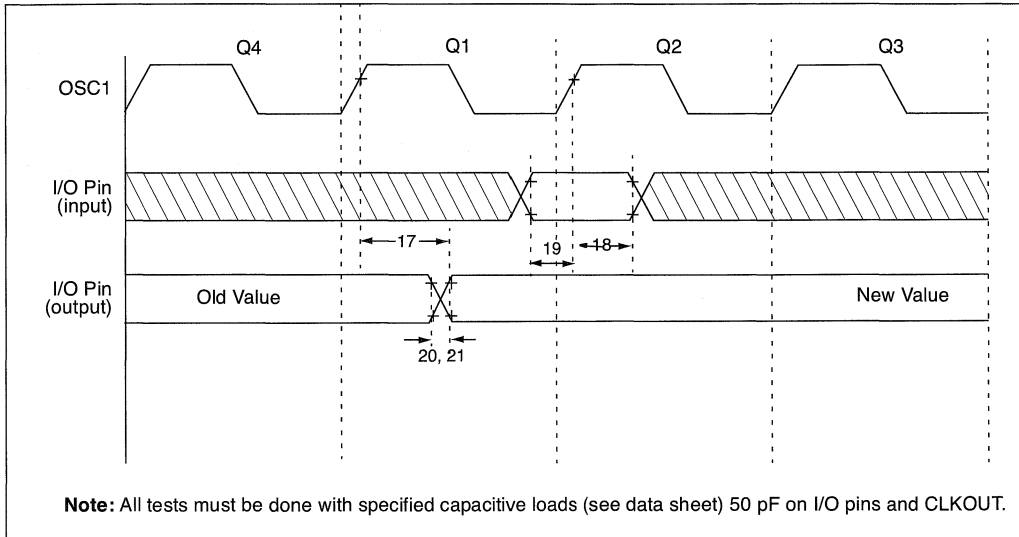 Q4 Q1 Q2 Q3
OSC1
I/O Pin
(input)
17
19
18
I/O Pin
(output)
Old Value
New Value
20, 21
Note: All tests must be done with specified capacitive loads (see data sheet) 50 pF on I/O pins and CLKOUT.